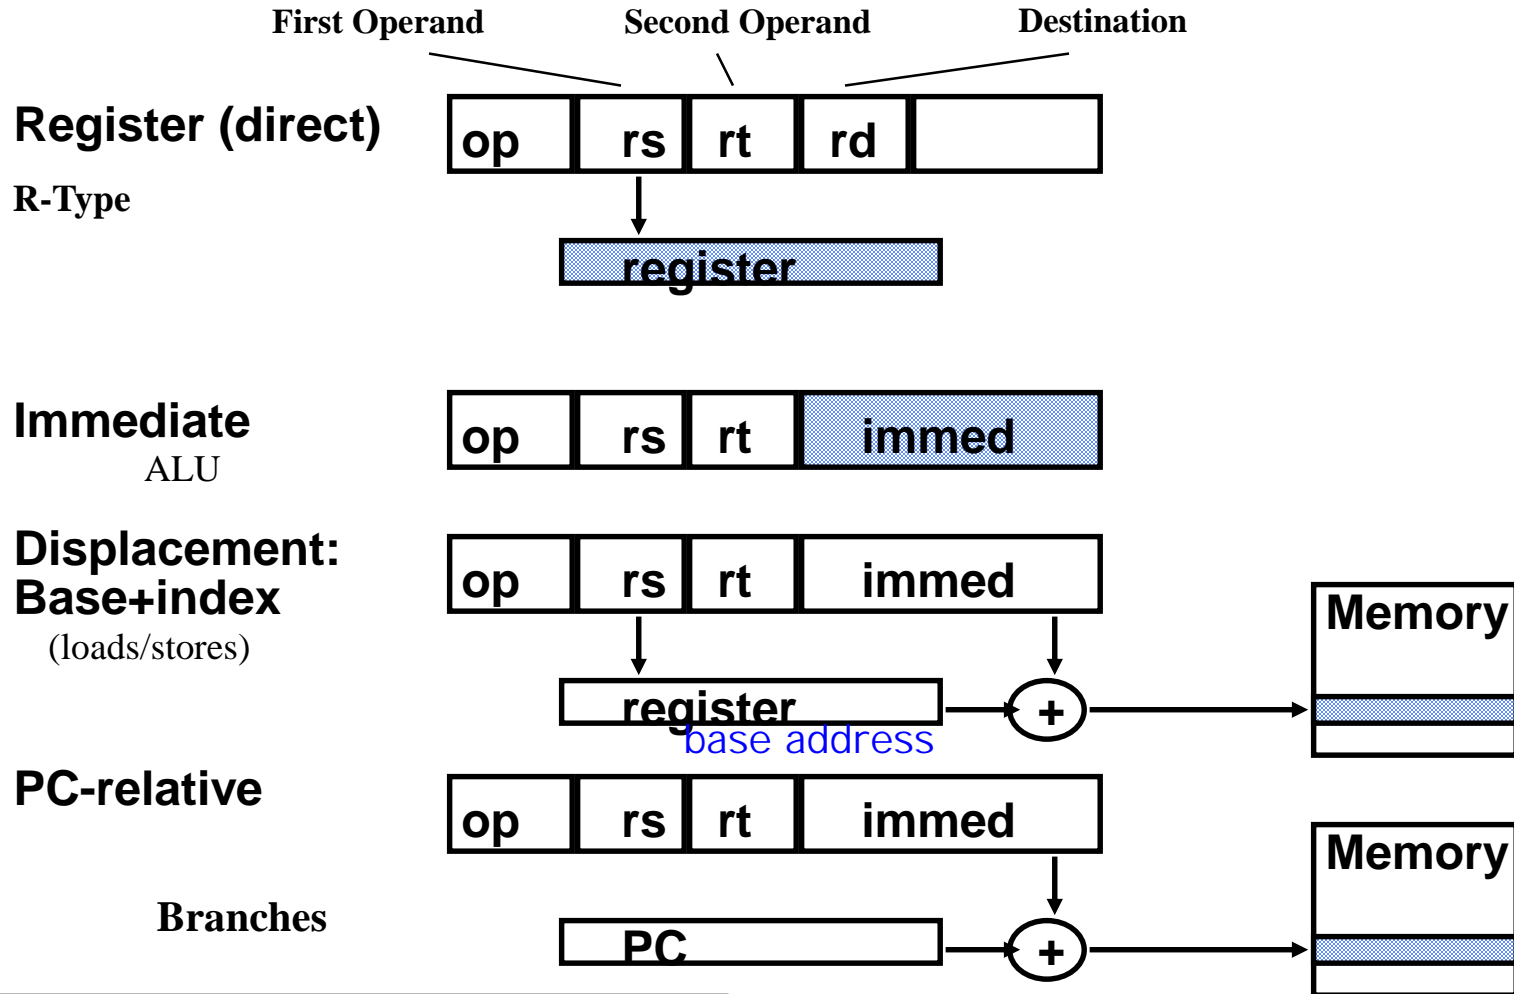 First Operand Second Operand Destination
Register (direct) op rs rt rd
R-Type
register
Immediate op rs rt immed
ALU
Displacement: op rs rt immed
Base+index Memory
(loads/stores)
register +
base address
PC-relative op rs rt immed
Memory
Branches
PC +